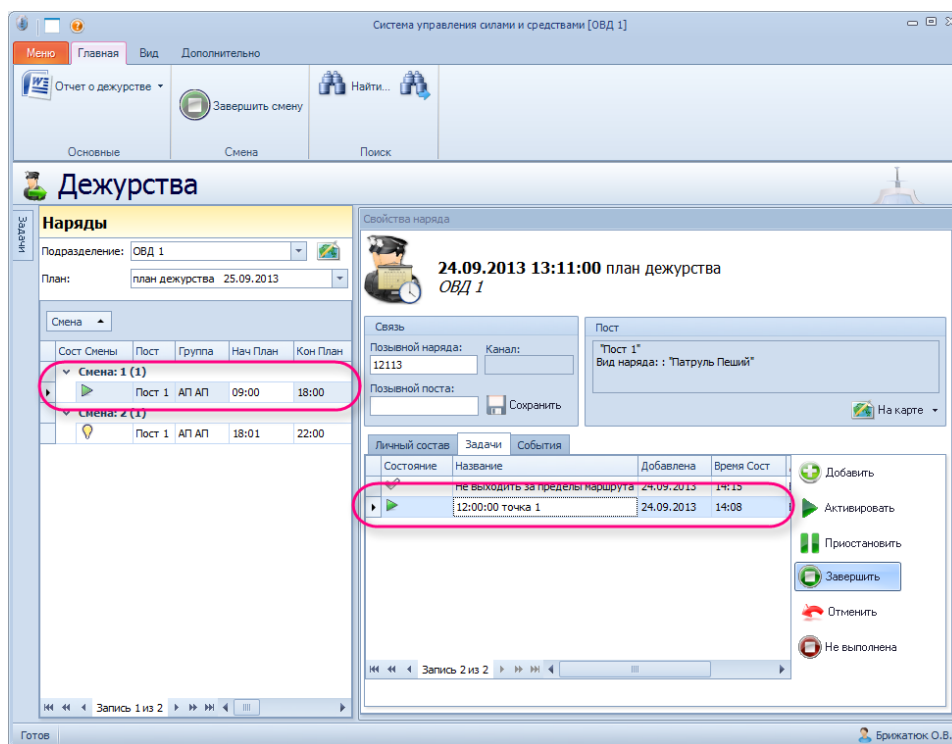 Система управления силами и средствами [ОВД 1]
Меню Главная Вид Дополнительно
Отчет о дежурстве Завершить смену Найти...
Основные Смена Поиск
Дежурства
Задачи
Наряды
Подразделение: ОВД 1
План: план дежурства 25.09.2013
Смена
Сост Смены Пост Группа Нач План Кон План
Смена: 1 (1)
Пост 1 АП АП 09:00 18:00
Смена: 2 (1)
Пост 1 АП АП 18:01 22:00
Запись 1 из 2
Свойства наряда
24.09.2013 13:11:00 план дежурства
ОВД 1
Связь
Позывной наряда: Канал:
12113
Позывной поста:
Сохранить
Пост
"Пост 1"
Вид наряда: : "Патруль Пеший"
На карте
Личный состав Задачи События
Состояние Название Добавлена Время Сост
Не выходить за пределы маршрута 24.09.2013 14:15
12:00:00 точка 1 24.09.2013 14:08
Добавить
Активировать
Приостановить
Завершить
Отменить
Не выполнена
Запись 2 из 2
Готов Брижатюк О.В.